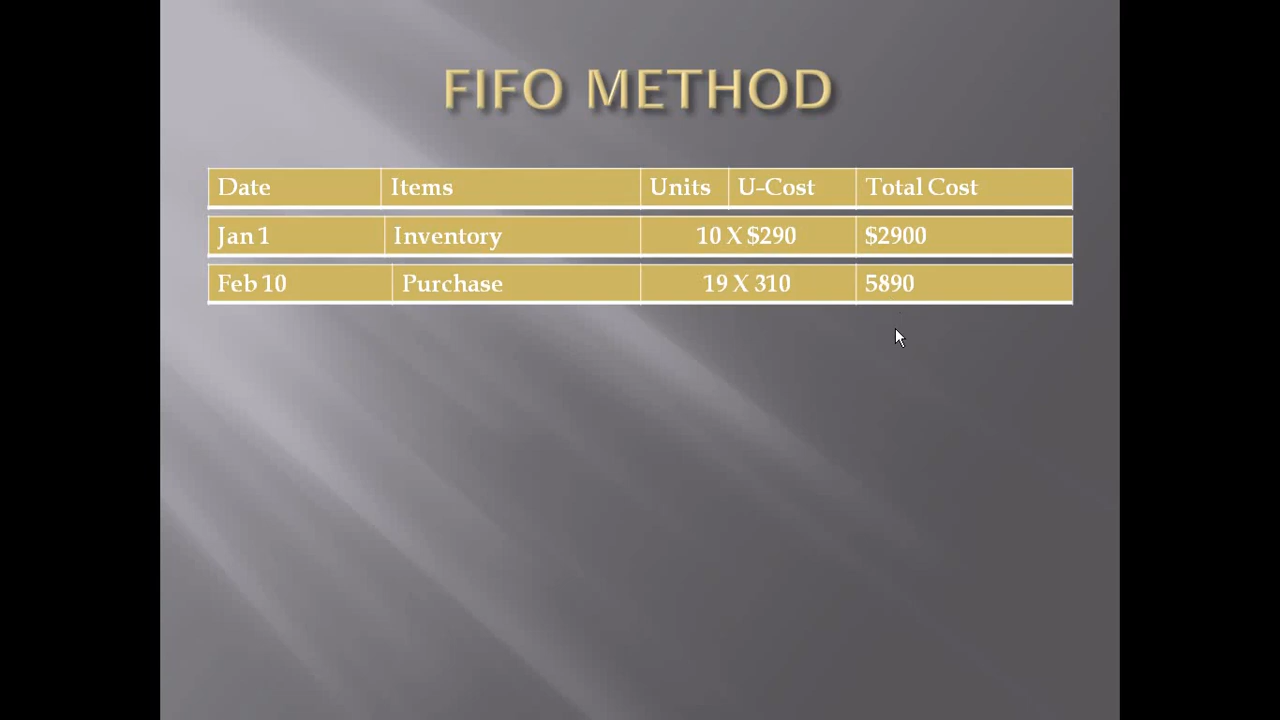 FIFO METHOD
Date Items Units U-Cost Total Cost
Jan 1 Inventory 10 X $290 $2900
Feb 10 Purchase 19 X 310 5890